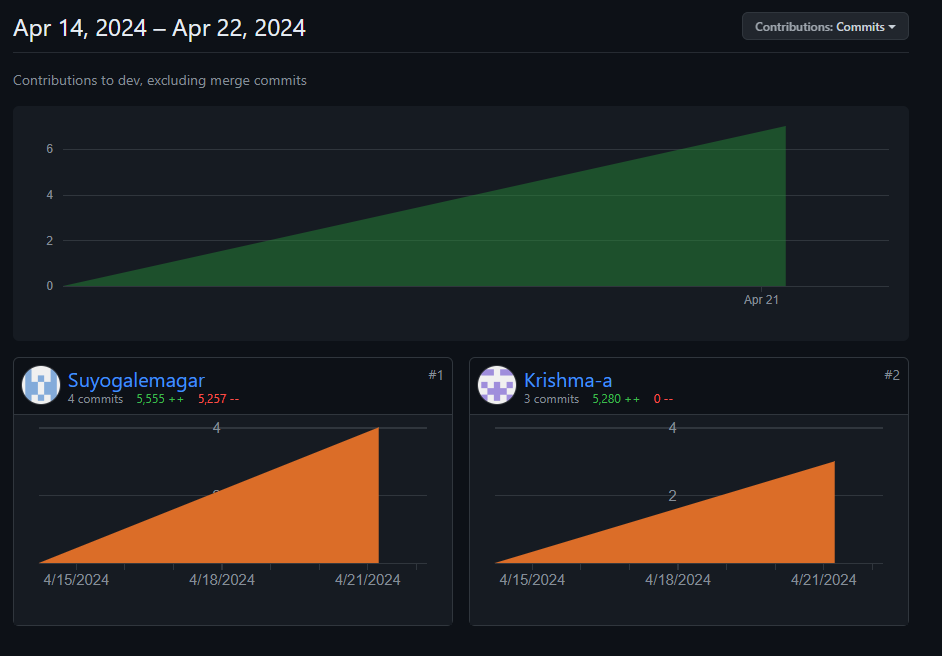 Apr 14, 2024 – Apr 22, 2024
Contributions: Commits
Contributions to dev, excluding merge commits
6
4
2
0
Apr 21
Suyogalemagar
#1
4 commits 5,555 ++ 5,257 --
4
4/15/2024 4/18/2024 4/21/2024
Krishma-a
#2
3 commits 5,280 ++ 0 --
4
2
4/15/2024 4/18/2024 4/21/2024